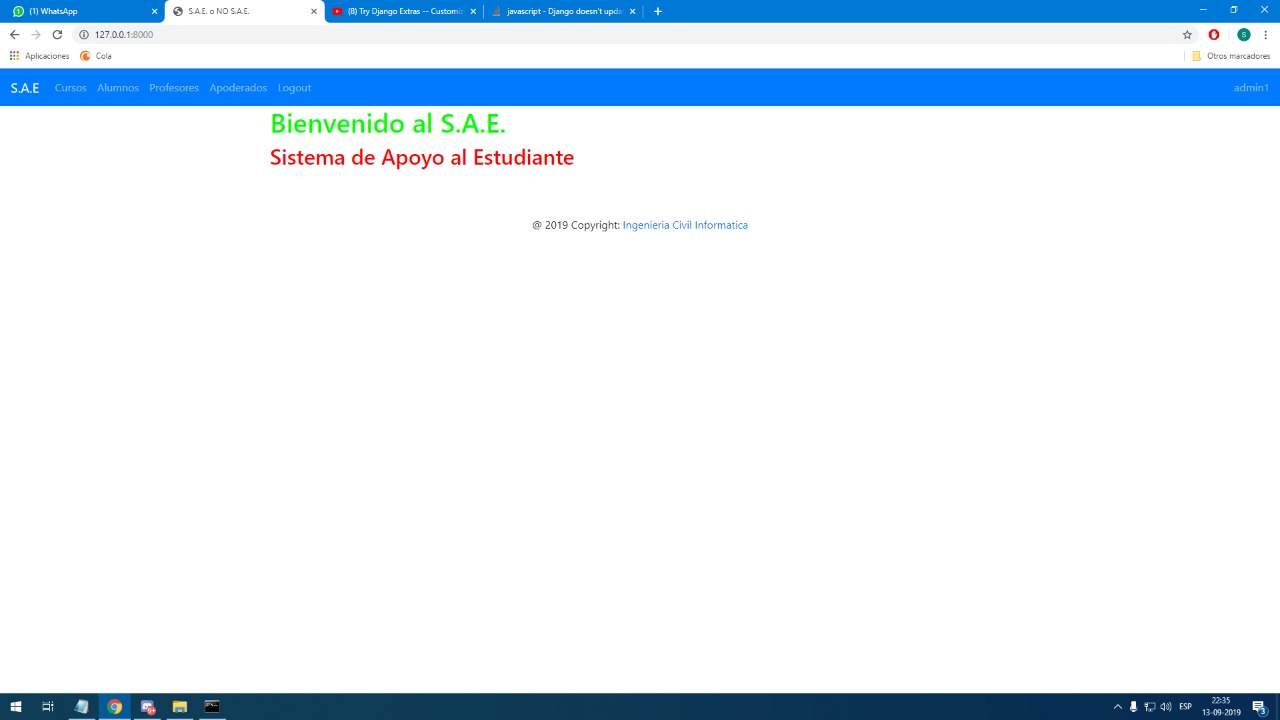 (1) WhatsApp
S.A.E. o NO S.A.E.
(8) Try Django Extras -- Customiz
javascript - Django doesn't upda
127.0.0.1:8000
S
Aplicaciones
Cola
Otros marcadores
S.A.E Cursos Alumnos Profesores Apoderados Logout admin1
Bienvenido al S.A.E.
Sistema de Apoyo al Estudiante
@ 2019 Copyright: Ingenieria Civil Informatica
ESP
22:35
13-09-2019
3